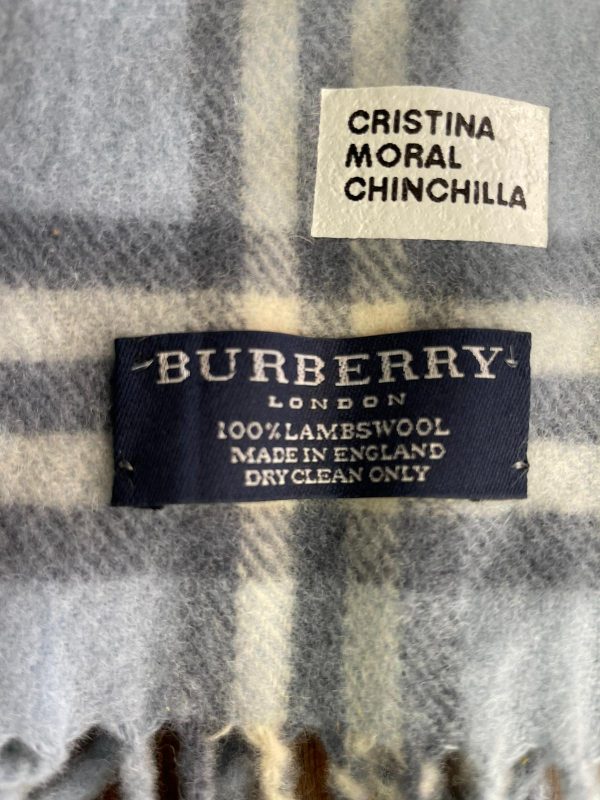 CRISTINA
MORAL
CHINCHILLA
BURBERRY
LONDON
100% LAMBSWOOL
MADE IN ENGLAND
DRY CLEAN ONLY